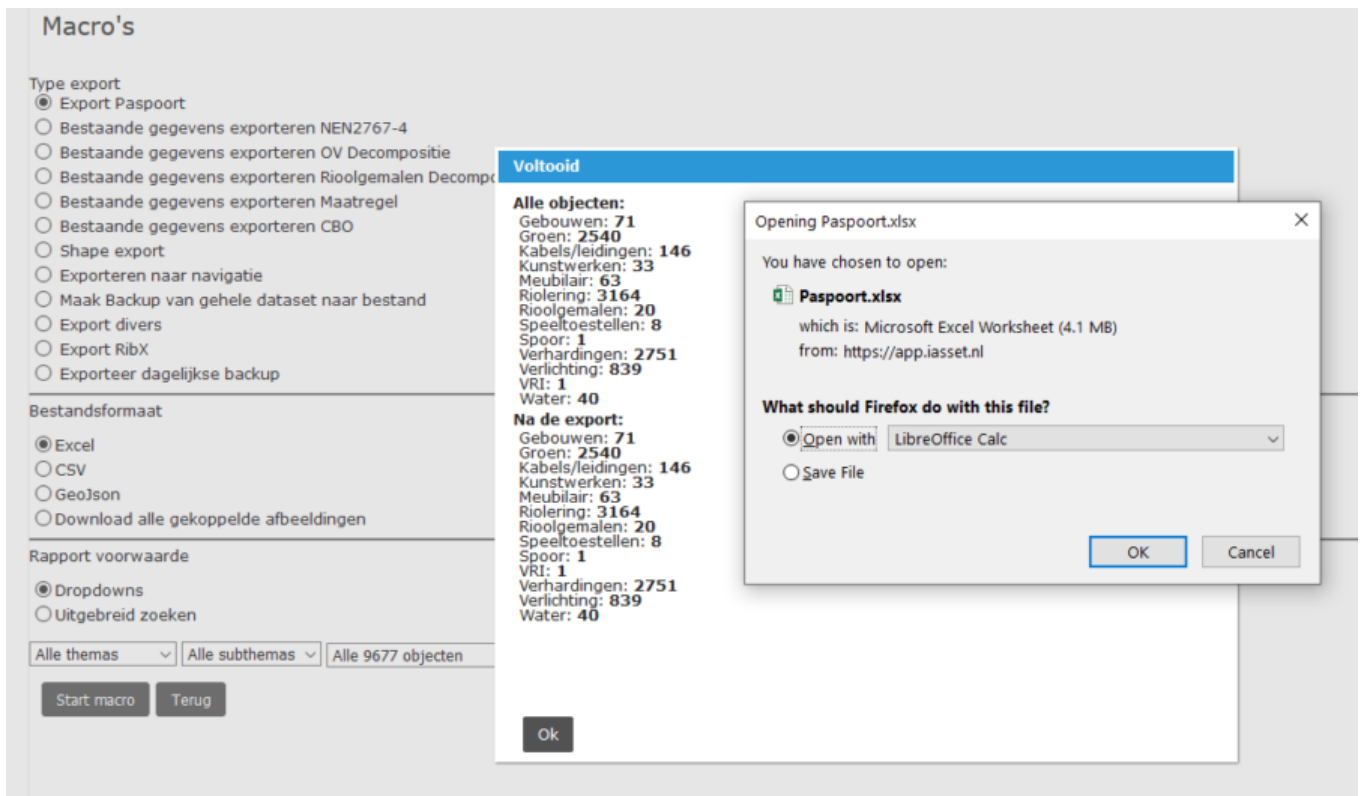 Macro's
Type export
Export Paspoort
Bestaande gegevens exporteren NEN2767-4
Bestaande gegevens exporteren OV Decompositie
Bestaande gegevens exporteren Rioolgemalen Decompo
Bestaande gegevens exporteren Maatregel
Bestaande gegevens exporteren CBO
Shape export
Exporteren naar navigatie
Maak Backup van gehele dataset naar bestand
Export divers
Export RibX
Exporteer dagelijkse backup
Bestandsformaat
Excel
CSV
GeoJson
Download alle gekoppelde afbeeldingen
Rapport voorwaarde
Dropdowns
Uitgebreid zoeken
Alle themas Alle subthemas Alle 9677 objecten
Start macro Terug
Voltooid
Alle objecten:
Gebouwen: 71
Groen: 2540
Kabels/leidingen: 146
Kunstwerken: 33
Meubilair: 63
Riolering: 3164
Rioolgemalen: 20
Speeltoestellen: 8
Spoor: 1
Verhardingen: 2751
Verlichting: 839
VRI: 1
Water: 40
Na de export:
Gebouwen: 71
Groen: 2540
Kabels/leidingen: 146
Kunstwerken: 33
Meubilair: 63
Riolering: 3164
Rioolgemalen: 20
Speeltoestellen: 8
Spoor: 1
VRI: 1
Verhardingen: 2751
Verlichting: 839
Water: 40
Ok
Opening Paspoort.xlsx
You have chosen to open:
Paspoort.xlsx
which is: Microsoft Excel Worksheet (4.1 MB)
from: https://app.iasset.nl
What should Firefox do with this file?
Open with LibreOffice Calc
Save File
OK Cancel